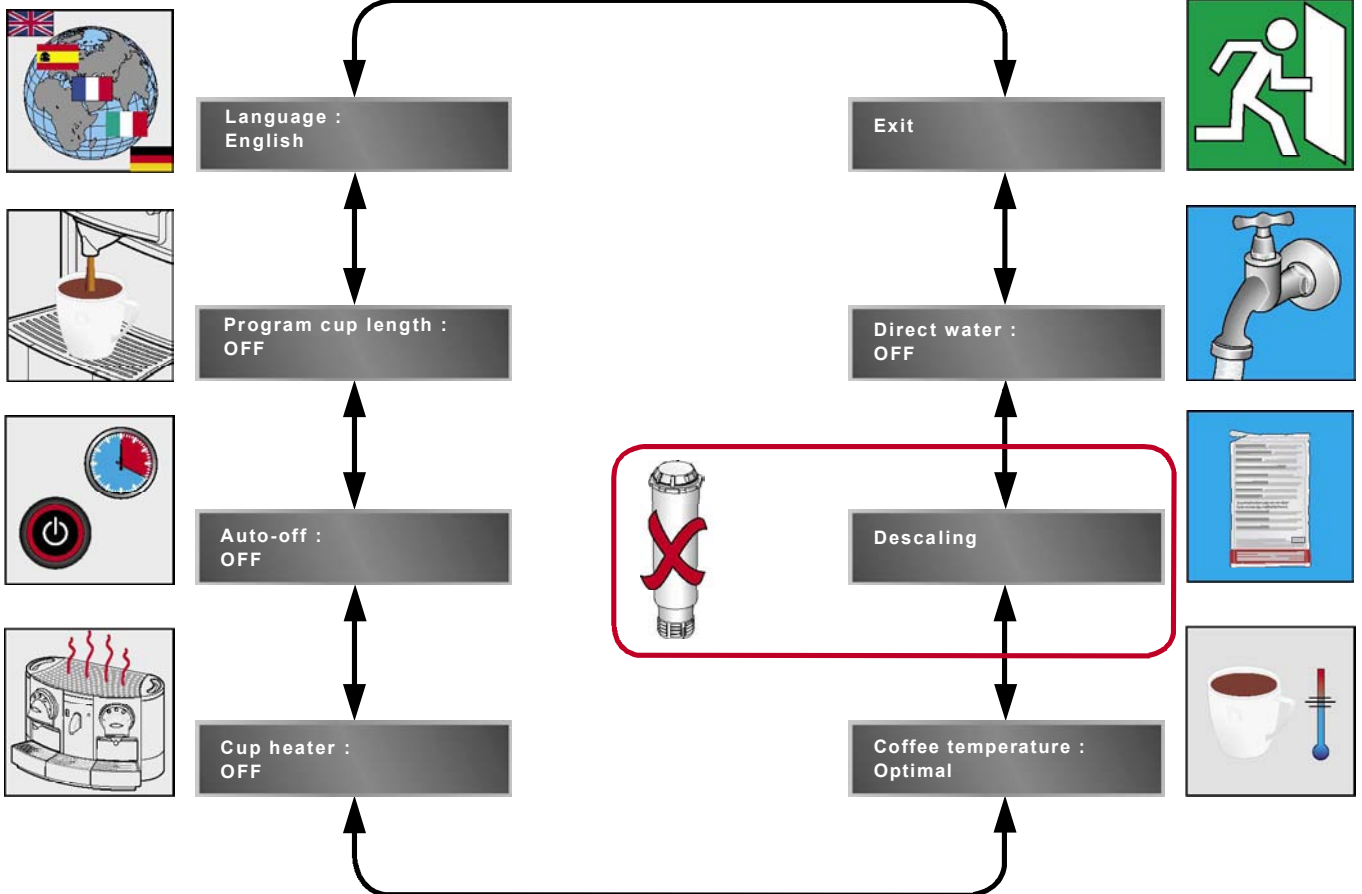 Language :
English
Exit
Program cup length :
OFF
Direct water :
OFF
Auto-off :
OFF
Descaling
Cup heater :
OFF
Coffee temperature :
Optimal